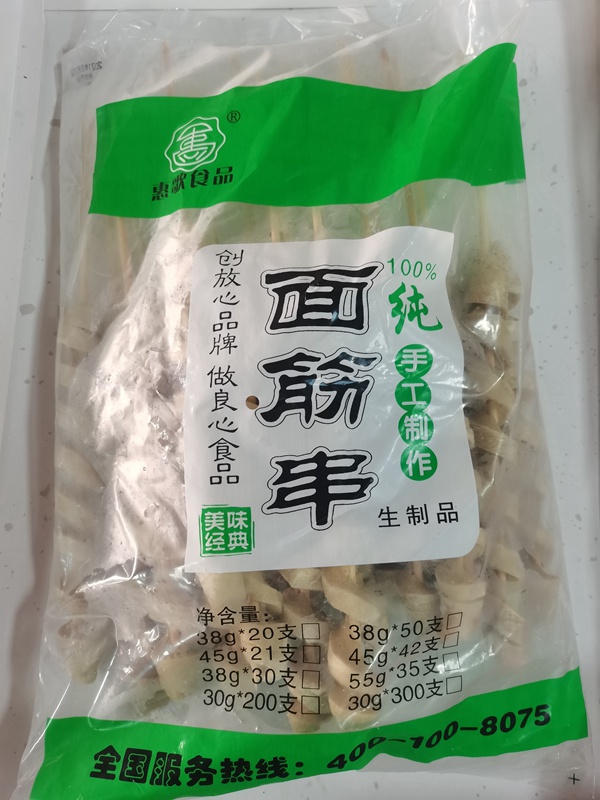 ®
惠歌食品
100%
纯
手工制作
面筋串
创放心品牌 做良心食品
生制品
美味
经典
净含量:
38g*20支□ 38g*50支□
45g*21支□ 45g*42支□
38g*30支□ 55g*35支□
30g*200支□ 30g*300支□
全国服务热线: 400-100-8075